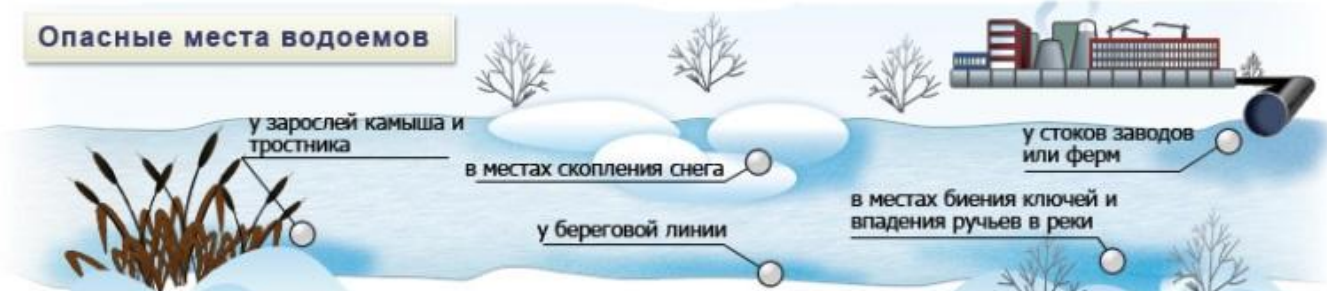 Опасные места водоемов
у зарослей камыша и
тростника
в местах скопления снега
у береговой линии
у стоков заводов
или ферм
в местах биения ключей и
впадения ручьев в реки